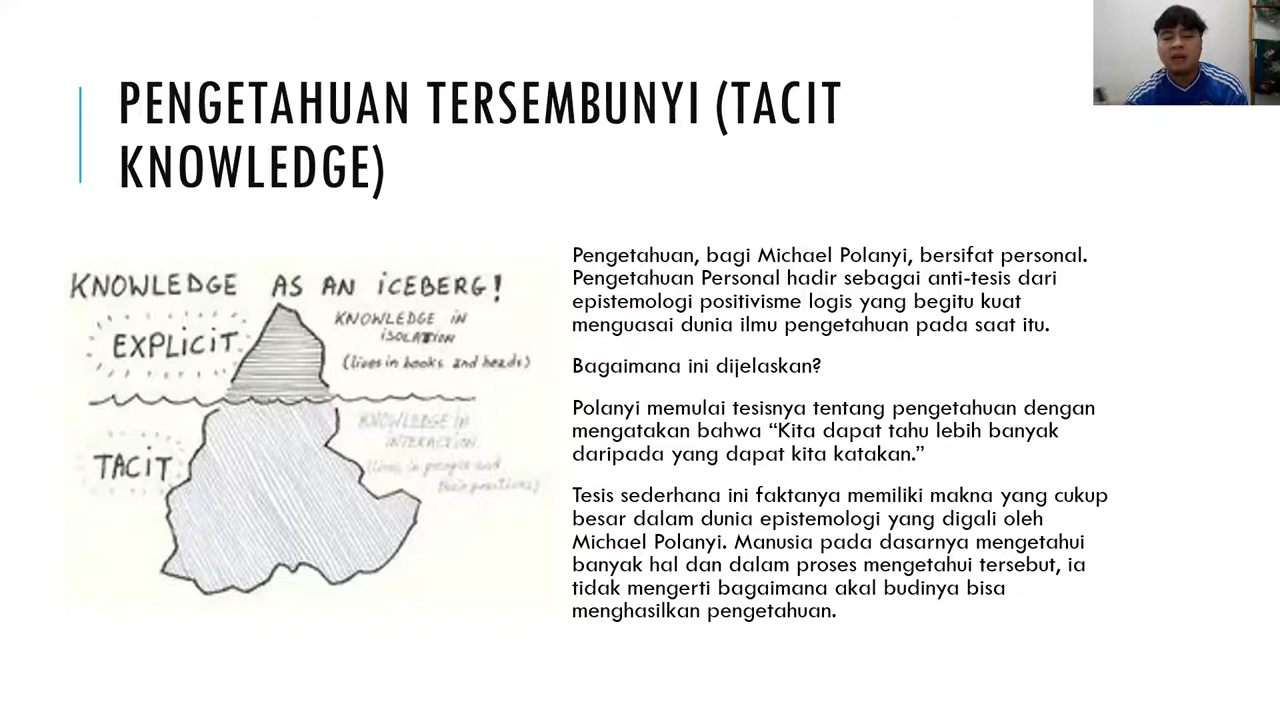 PENGETAHUAN TERSEMBUNYI (TACIT
KNOWLEDGE)
KNOWLEDGE AS AN ICEBERG!
EXPLICIT
KNOWLEDGE IN
ISOLATION
(lives in books and heads)
TACIT
KNOWLEDGE IN
INTERACTION
(lives in people and
their
Pengetahuan, bagi Michael Polanyi, bersifat personal.
Pengetahuan Personal hadir sebagai anti-tesis dari
epistemologi positivisme logis yang begitu kuat
menguasai dunia ilmu pengetahuan pada saat itu.
Bagaimana ini dijelaskan?
Polanyi memulai tesisnya tentang pengetahuan dengan
mengatakan bahwa “Kita dapat tahu lebih banyak
daripada yang dapat kita katakan.”
Tesis sederhana ini faktanya memiliki makna yang cukup
besar dalam dunia epistemologi yang digali oleh
Michael Polanyi. Manusia pada dasarnya mengetahui
banyak hal dan dalam proses mengetahui tersebut, ia
tidak mengerti bagaimana akal budinya bisa
menghasilkan pengetahuan.